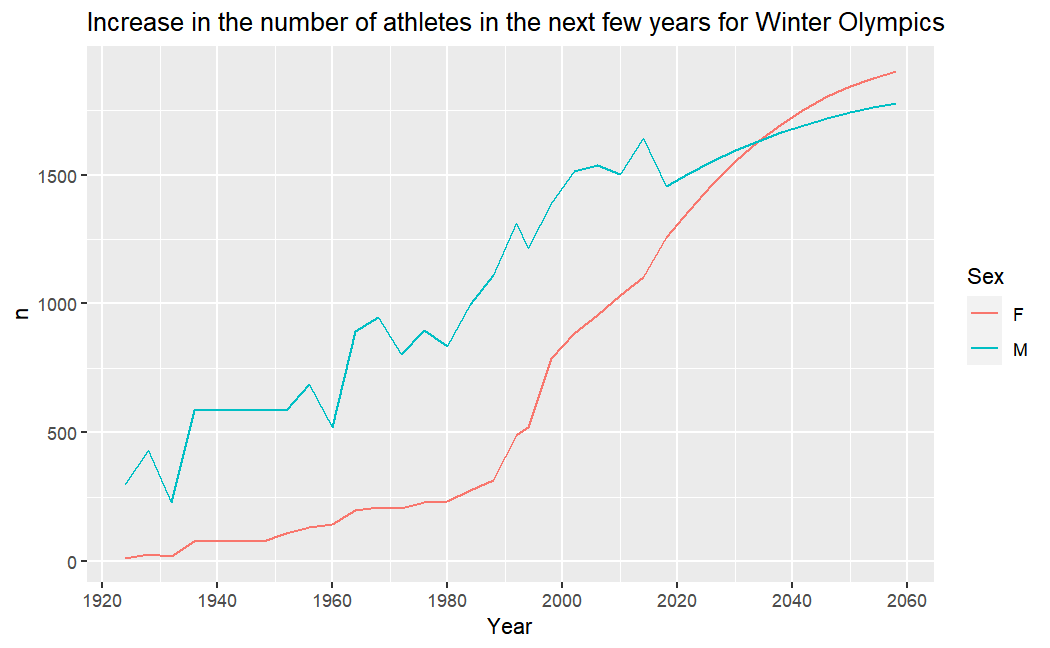 Increase in the number of athletes in the next few years for Winter Olympics
1500
1000
500
0
n
1920 1940 1960 1980 2000 2020 2040 2060
Year
Sex
F
M